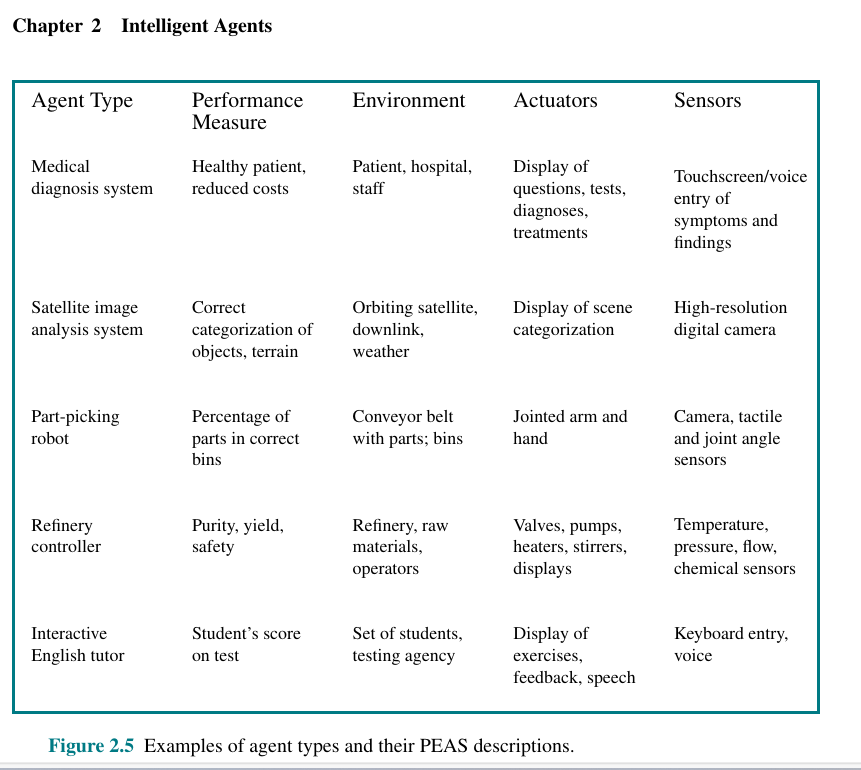 Chapter 2 Intelligent Agents
Agent Type Performance Measure Environment Actuators Sensors
Medical diagnosis system
Healthy patient, reduced costs
Patient, hospital, staff
Display of questions, tests, diagnoses, treatments
Touchscreen/voice entry of symptoms and findings
Satellite image analysis system
Correct categorization of objects, terrain
Orbiting satellite, downlink, weather
Display of scene categorization
High-resolution digital camera
Part-picking robot
Percentage of parts in correct bins
Conveyor belt with parts; bins
Jointed arm and hand
Camera, tactile and joint angle sensors
Refinery controller
Purity, yield, safety
Refinery, raw materials, operators
Valves, pumps, heaters, stirrers, displays
Temperature, pressure, flow, chemical sensors
Interactive English tutor
Student’s score on test
Set of students, testing agency
Display of exercises, feedback, speech
Keyboard entry, voice
Figure 2.5 Examples of agent types and their PEAS descriptions.